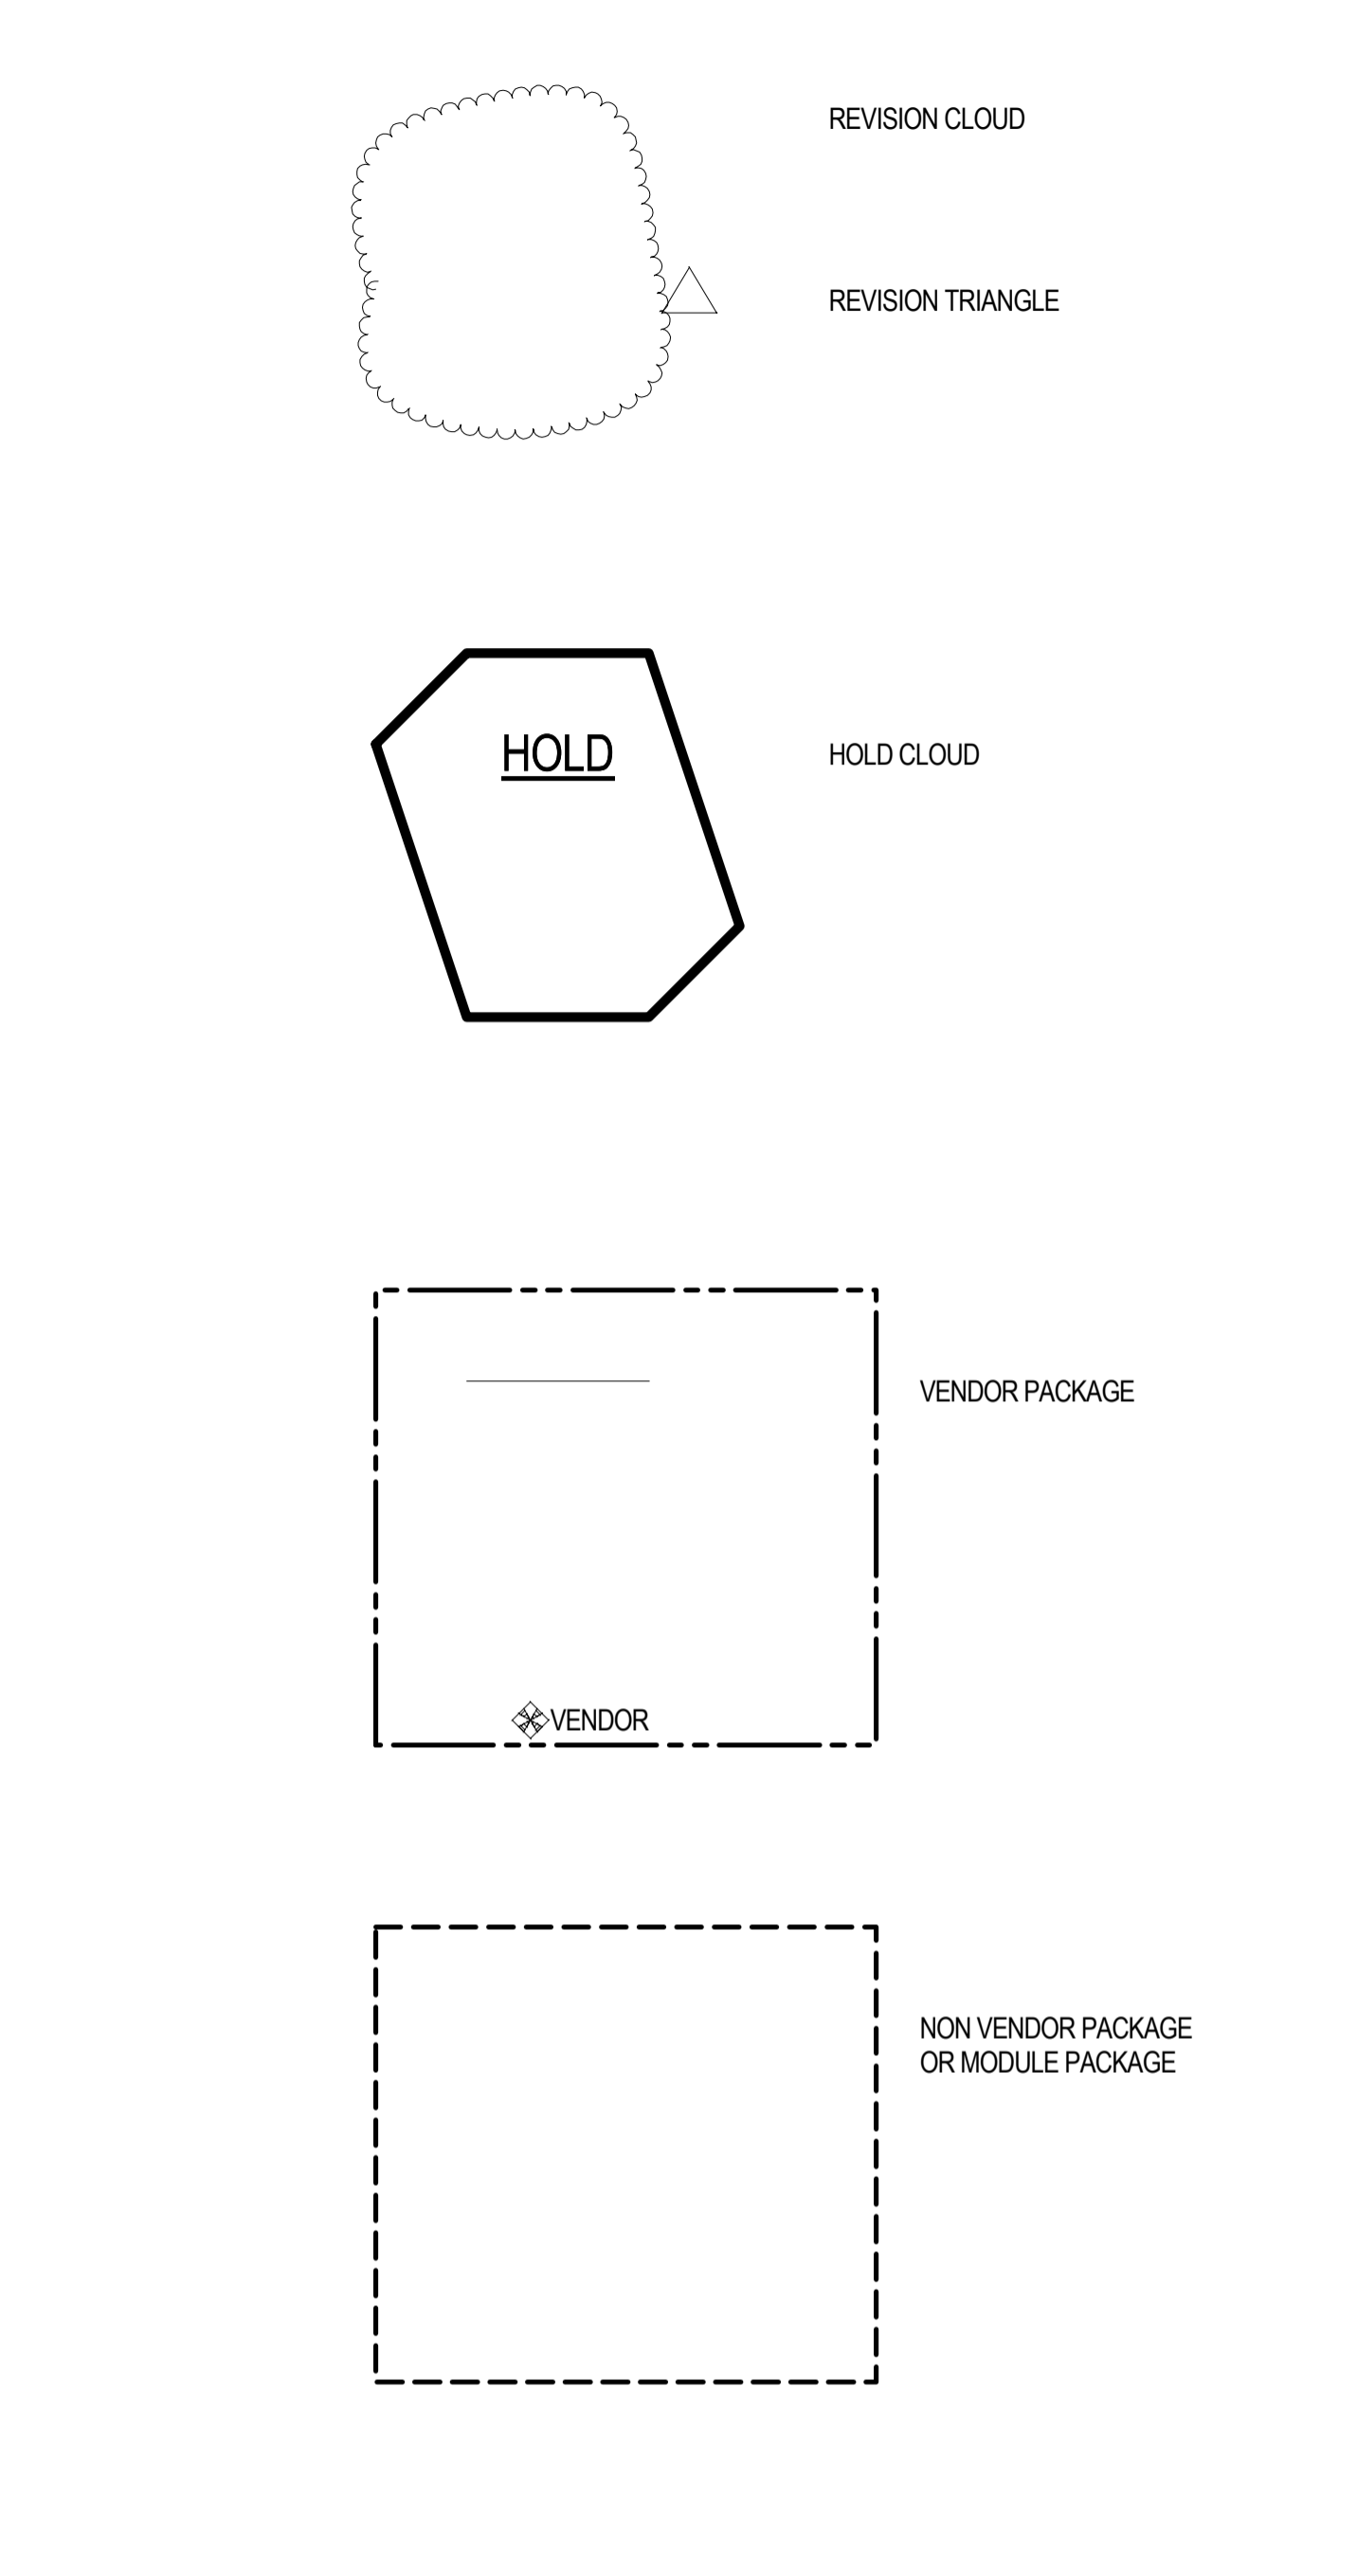 REVISION CLOUD
REVISION TRIANGLE
HOLD
HOLD CLOUD
VENDOR PACKAGE
VENDOR
NON VENDOR PACKAGE
OR MODULE PACKAGE